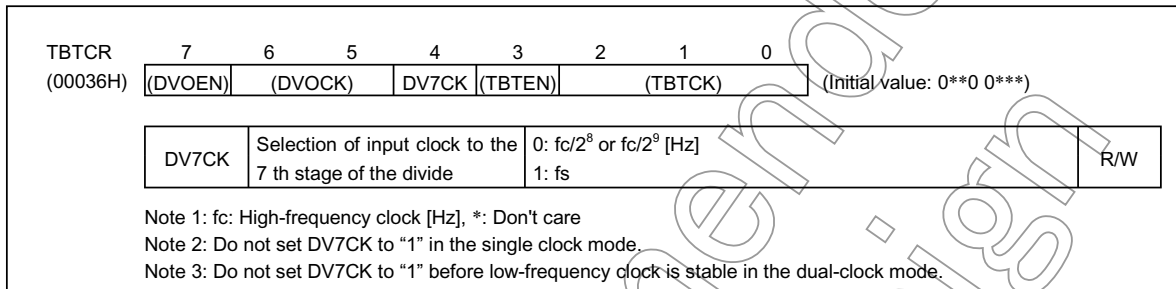 TBTCR 7 6 5 4 3 2 1 0
(00036H) (DVOEN) (DVOCK) DV7CK (TBTEN) (TBTCK) (Initial value: 0**0 0***)
DV7CK Selection of input clock to the 7 th stage of the divide 0: fc/2⁸ or fc/2⁹ [Hz] 1: fs R/W
Note 1: fc: High-frequency clock [Hz], *: Don't care
Note 2: Do not set DV7CK to “1” in the single clock mode.
Note 3: Do not set DV7CK to “1” before low-frequency clock is stable in the dual-clock mode.